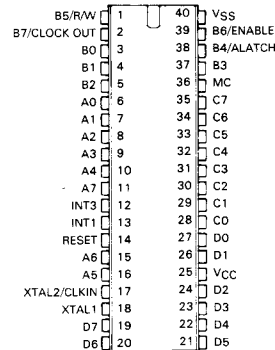 B5/R/W 1 40 VSS
B7/CLOCK OUT 2 39 B6/ENABLE
B0 3 38 B4/ALATCH
B1 4 37 B3
B2 5 36 MC
A0 6 35 C7
A1 7 34 C6
A2 8 33 C5
A3 9 32 C4
A4 10 31 C3
A7 11 30 C2
INT3 12 29 C1
INT1 13 28 C0
RESET 14 27 D0
A6 15 26 D1
A5 16 25 VCC
XTAL2/CLKIN 17 24 D2
XTAL1 18 23 D3
D7 19 22 D4
D6 20 21 D5